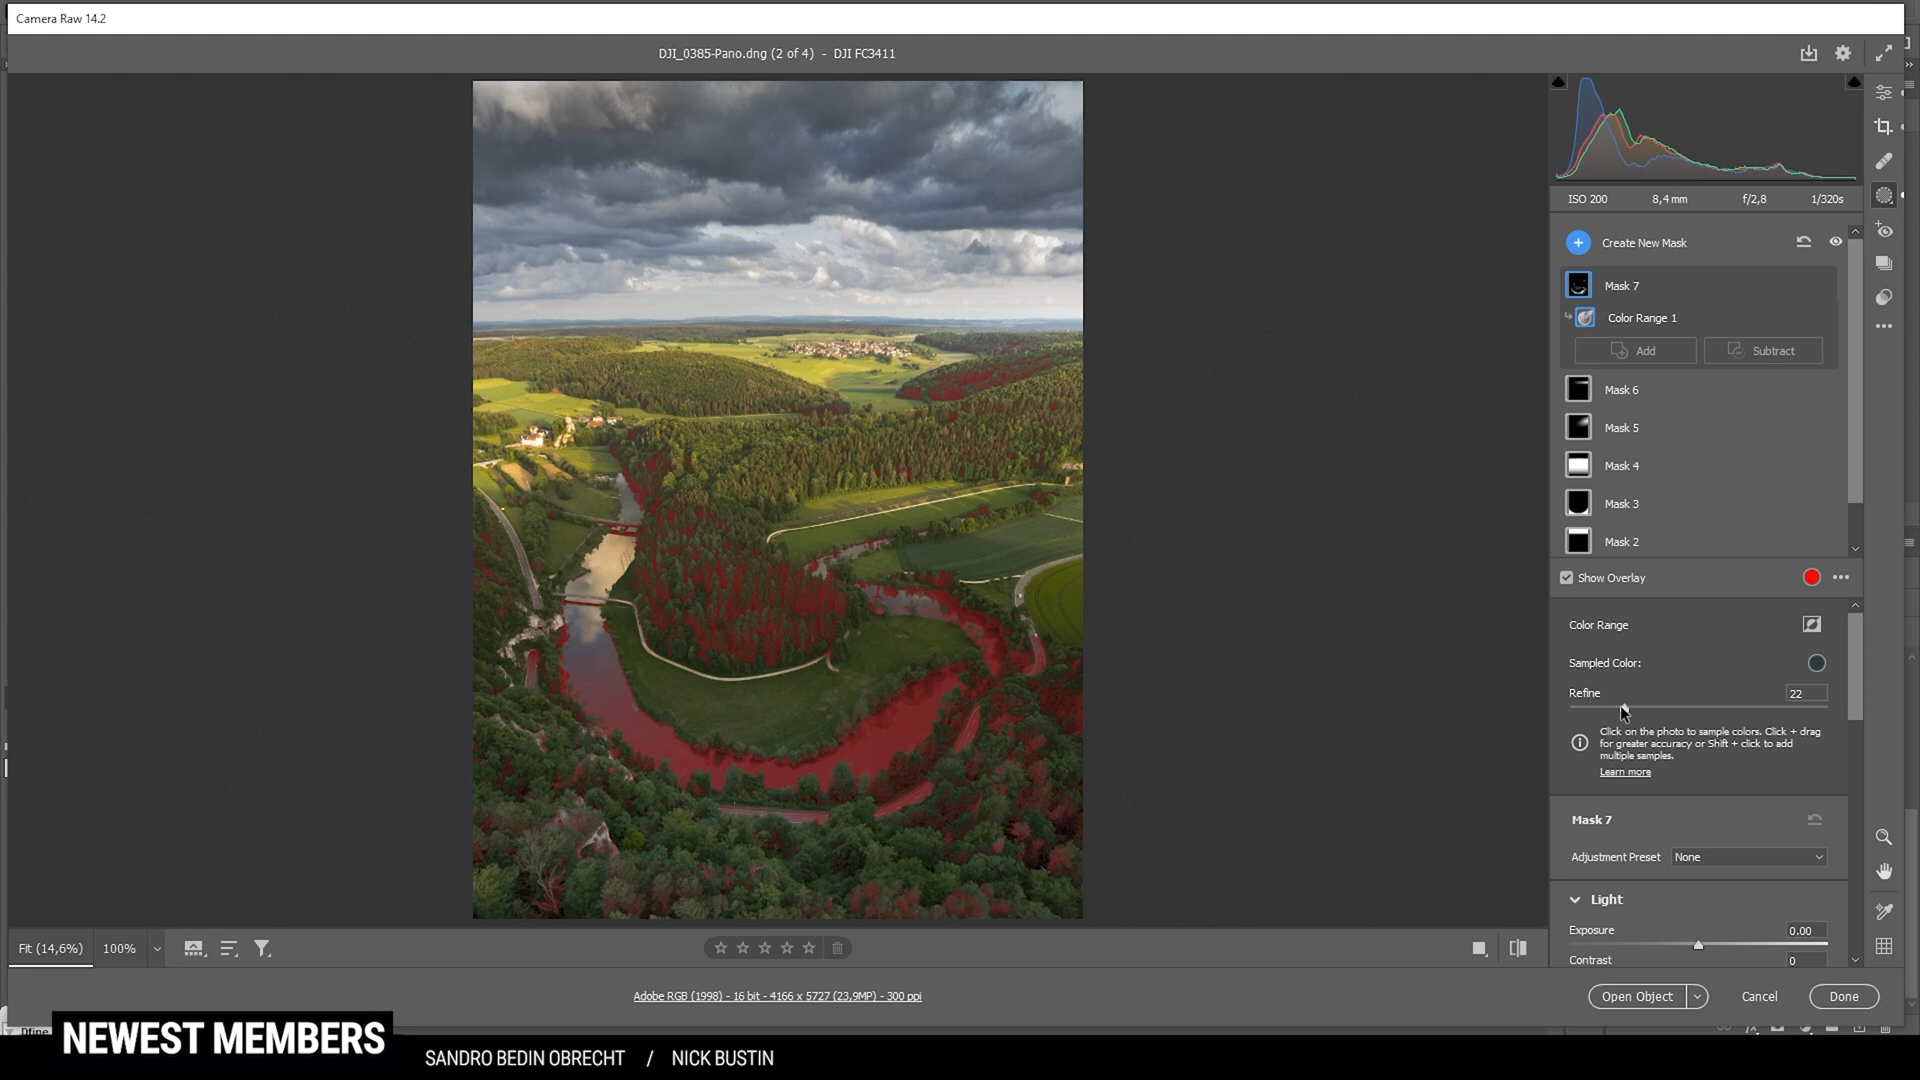 Camera Raw 14.2
DJI_0385-Pano.dng (2 of 4) - DJI FC3411
ISO 200 8,4 mm f/2,8 1/320s
Create New Mask
Mask 7
Color Range 1
Add Subtract
Mask 6
Mask 5
Mask 4
Mask 3
Mask 2
Show Overlay
Color Range
Sampled Color:
Refine 22
Click on the photo to sample colors. Click + drag
for greater accuracy or Shift + click to add
multiple samples.
Learn more
Mask 7
Adjustment Preset None
Light
Exposure 0.00
Contrast 0
Fit (14,6%) 100%
Adobe RGB (1998) - 16 bit - 4166 x 5727 (23,9MP) - 300 ppi
Open Object Cancel Done
Dfine
NEWEST MEMBERS
SANDRO BEDIN OBRECHT / NICK BUSTIN